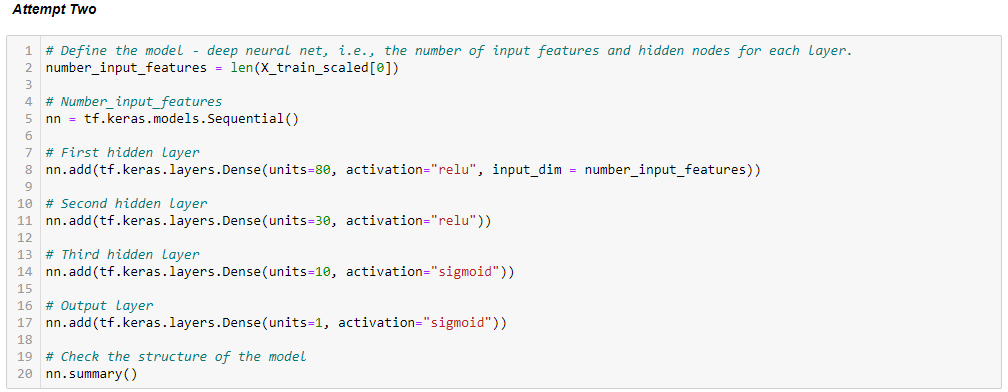 Attempt Two
1 # Define the model - deep neural net, i.e., the number of input features and hidden nodes for each layer.
2 number_input_features = len(X_train_scaled[0])
3
4 # Number_input_features
5 nn = tf.keras.models.Sequential()
6
7 # First hidden layer
8 nn.add(tf.keras.layers.Dense(units=80, activation="relu", input_dim = number_input_features))
9
10 # Second hidden layer
11 nn.add(tf.keras.layers.Dense(units=30, activation="relu"))
12
13 # Third hidden layer
14 nn.add(tf.keras.layers.Dense(units=10, activation="sigmoid"))
15
16 # Output layer
17 nn.add(tf.keras.layers.Dense(units=1, activation="sigmoid"))
18
19 # Check the structure of the model
20 nn.summary()